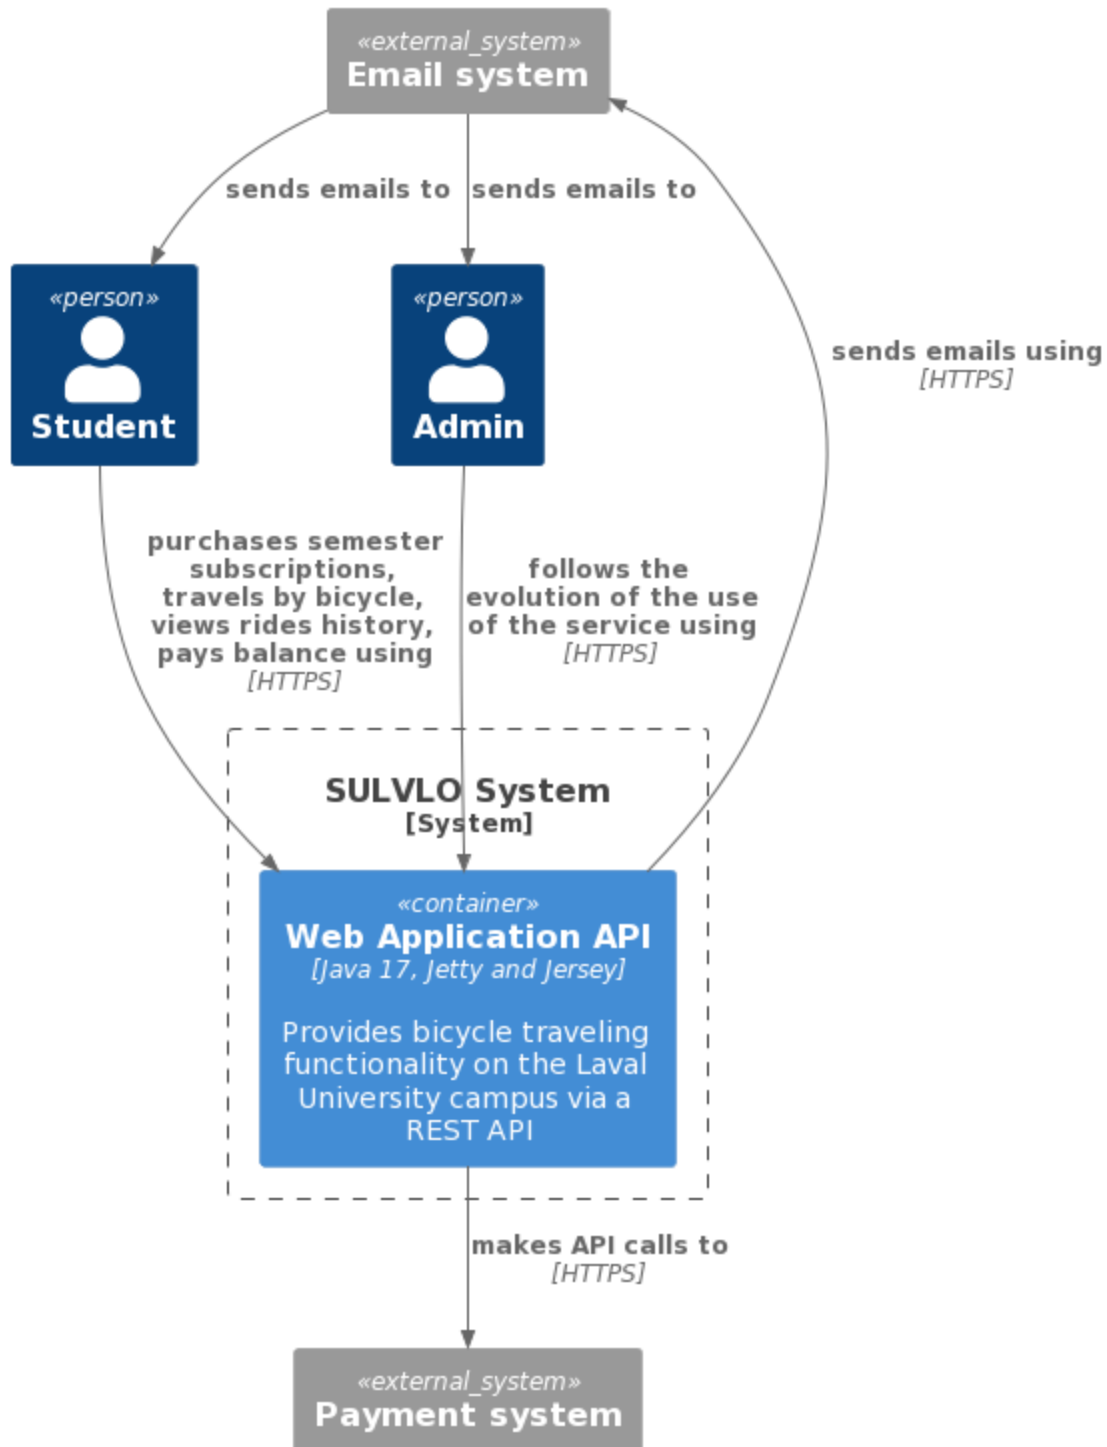 «external_system»
Email system
sends emails to
sends emails to
«person»
Student
«person»
Admin
sends emails using
[HTTPS]
purchases semester
subscriptions,
travels by bicycle,
views rides history,
pays balance using
[HTTPS]
follows the
evolution of the use
of the service using
[HTTPS]
SULVLO System
[System]
«container»
Web Application API
[Java 17, Jetty and Jersey]
Provides bicycle traveling
functionality on the Laval
University campus via a
REST API
makes API calls to
[HTTPS]
«external_system»
Payment system